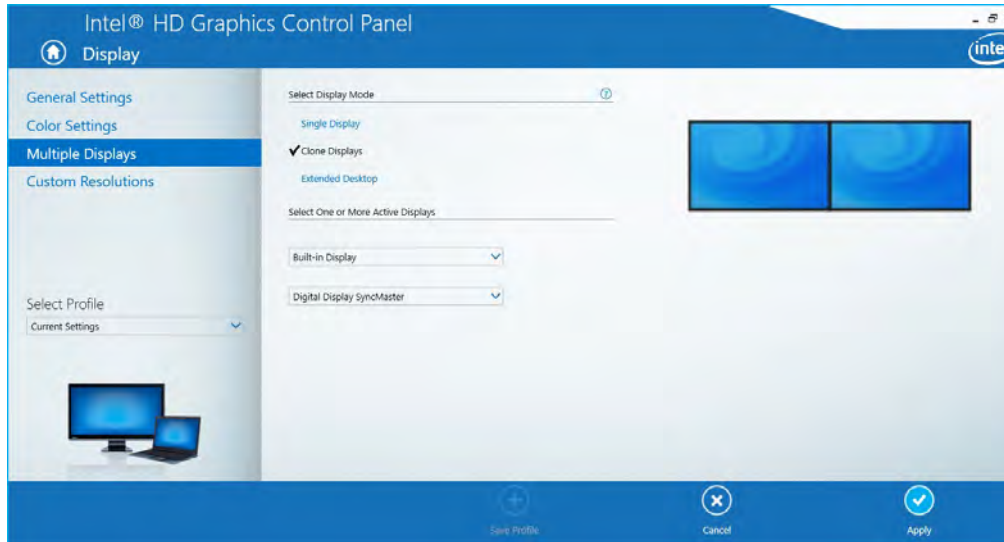 Intel® HD Graphics Control Panel
Display
General Settings
Color Settings
Multiple Displays
Custom Resolutions
Select Profile
Current Settings
Select Display Mode
Single Display
Clone Displays
Extended Desktop
Select One or More Active Displays
Built-in Display
Digital Display SyncMaster
Save Profile
Cancel
Apply